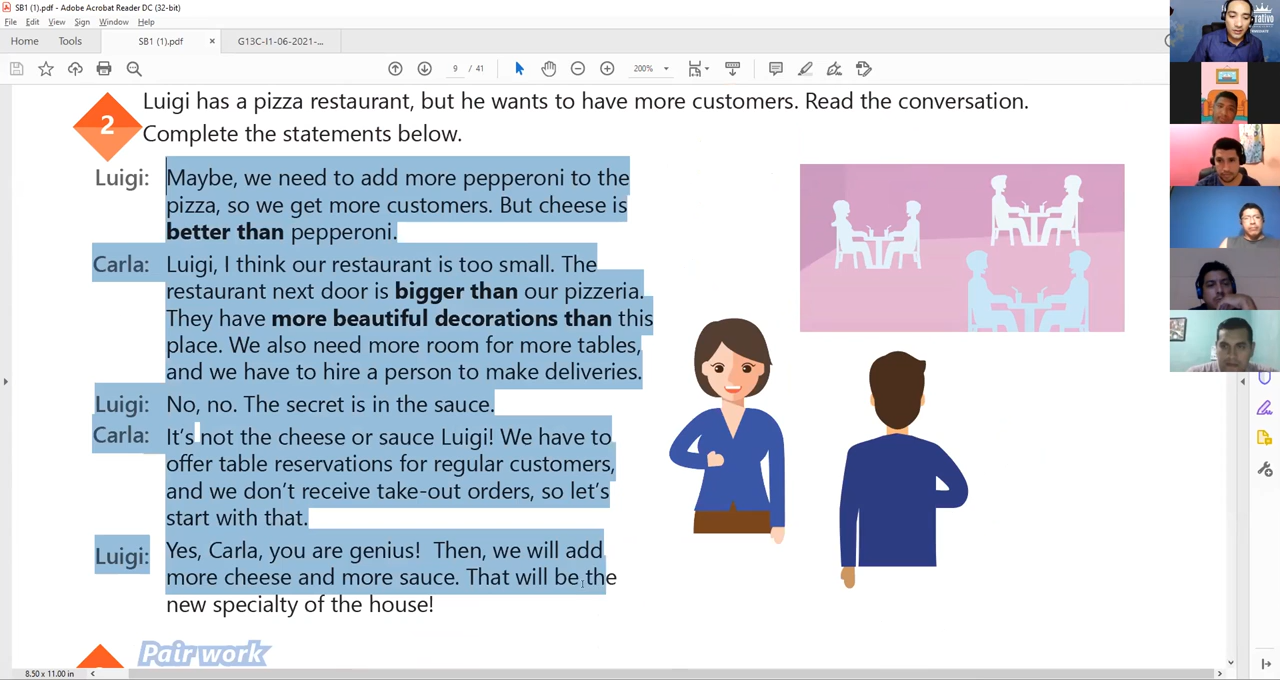 SB1 (1).pdf - Adobe Acrobat Reader DC (32-bit)
File Edit View Sign Window Help
Home Tools SB1 (1).pdf × G13C-I1-06-2021-...
9 / 41 200%
2
Luigi has a pizza restaurant, but he wants to have more customers. Read the conversation.
Complete the statements below.
Luigi: Maybe, we need to add more pepperoni to the
pizza, so we get more customers. But cheese is
better than pepperoni.
Carla: Luigi, I think our restaurant is too small. The
restaurant next door is bigger than our pizzeria.
They have more beautiful decorations than this
place. We also need more room for more tables,
and we have to hire a person to make deliveries.
Luigi: No, no. The secret is in the sauce.
Carla: It's not the cheese or sauce Luigi! We have to
offer table reservations for regular customers,
and we don't receive take-out orders, so let's
start with that.
Luigi: Yes, Carla, you are genius! Then, we will add
more cheese and more sauce. That will be the
new specialty of the house!
Pair work
8.50 x 11.00 in